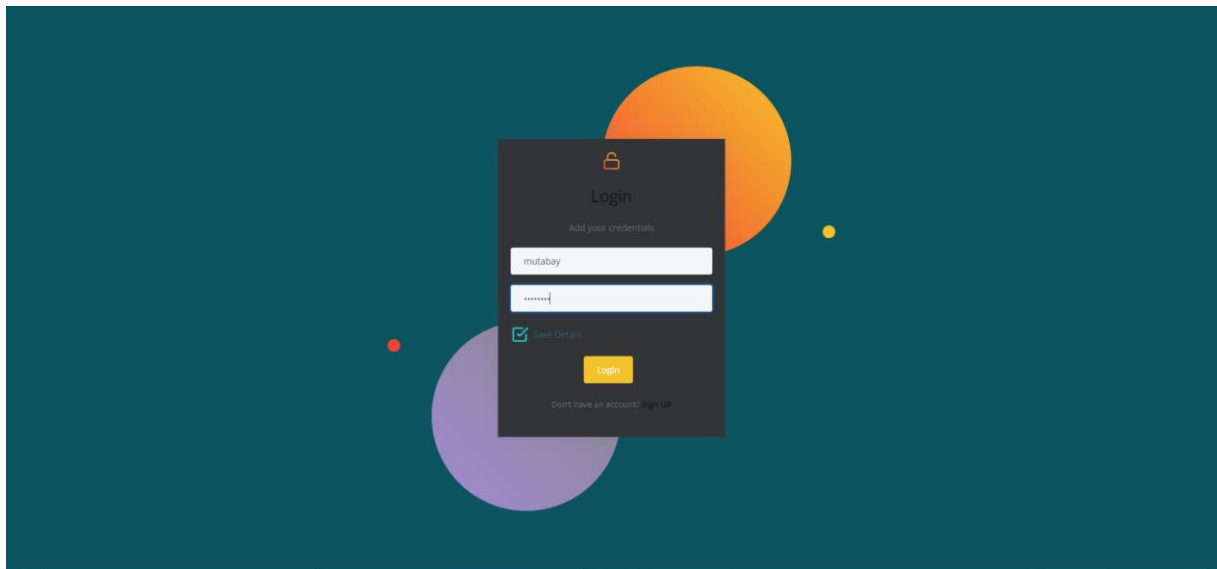 Login
Add your credentials
mutabay
••••••••
Save Details
Login
Don't have an account? Sign UP